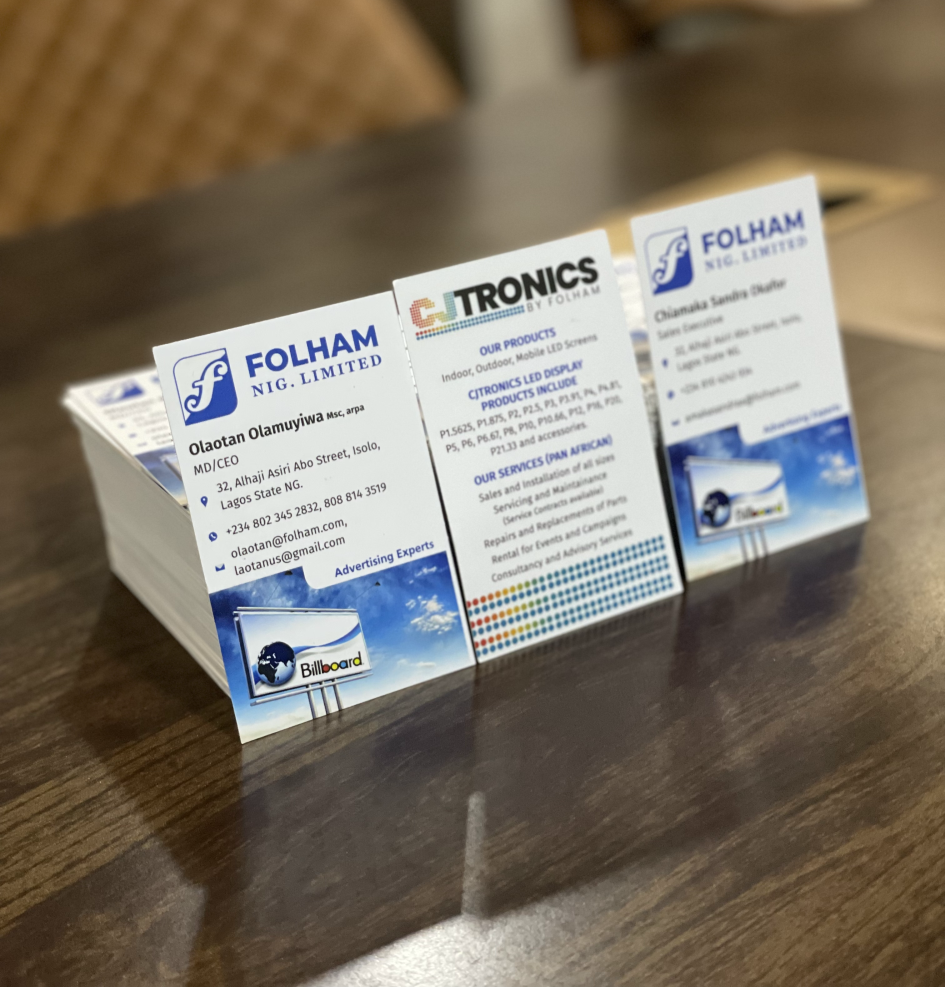 FOLHAM
NIG. LIMITED
Olaotan Olamuyiwa Msc, arpa
MD/CEO
32, Alhaji Asiri Abo Street, Isolo,
Lagos State NG.
+234 802 345 2832, 808 814 3519
olaotan@folham.com,
laotanus@gmail.com
Advertising Experts
Billboard
CJTRONICS
BY FOLHAM
OUR PRODUCTS
Indoor, Outdoor, Mobile LED Screens
CJTRONICS LED DISPLAY
PRODUCTS INCLUDE
P1.5625, P1.875, P2, P2.5, P3, P3.91, P4, P4.81,
P5, P6, P6.67, P8, P10, P10.66, P12, P16, P20,
P21.33 and accessories.
OUR SERVICES (PAN AFRICAN)
Sales and Installation of all sizes
Servicing and Maintainance
(Service Contracts available)
Repairs and Replacements of Parts
Rental for Events and Campaigns
Consultancy and Advisory Services
FOLHAM
NIG. LIMITED
Chiamaka Sandra Okafor
Sales Executive
32, Alhaji Asiri Abo Street, Isolo,
Lagos State NG.
+234
Advertising Experts
Billboard